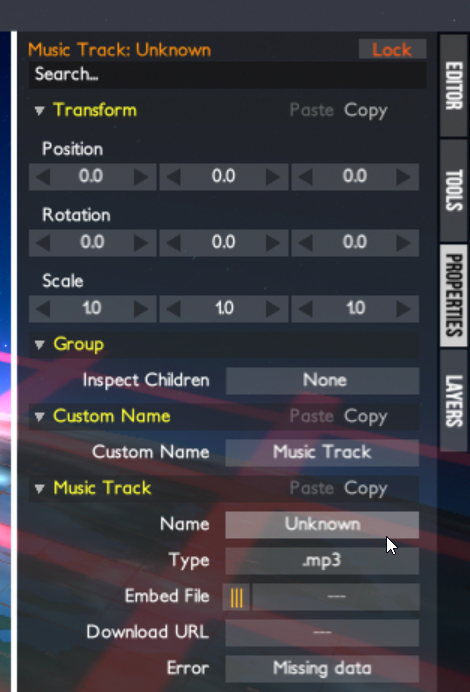 Music Track: Unknown Lock
Search...
Transform Paste Copy
Position
0.0 0.0 0.0
Rotation
0.0 0.0 0.0
Scale
1.0 1.0 1.0
Group
Inspect Children None
Custom Name Paste Copy
Custom Name Music Track
Music Track Paste Copy
Name Unknown
Type .mp3
Embed File ---
Download URL ---
Error Missing data
EDITOR
TOOLS
PROPERTIES
LAYERS